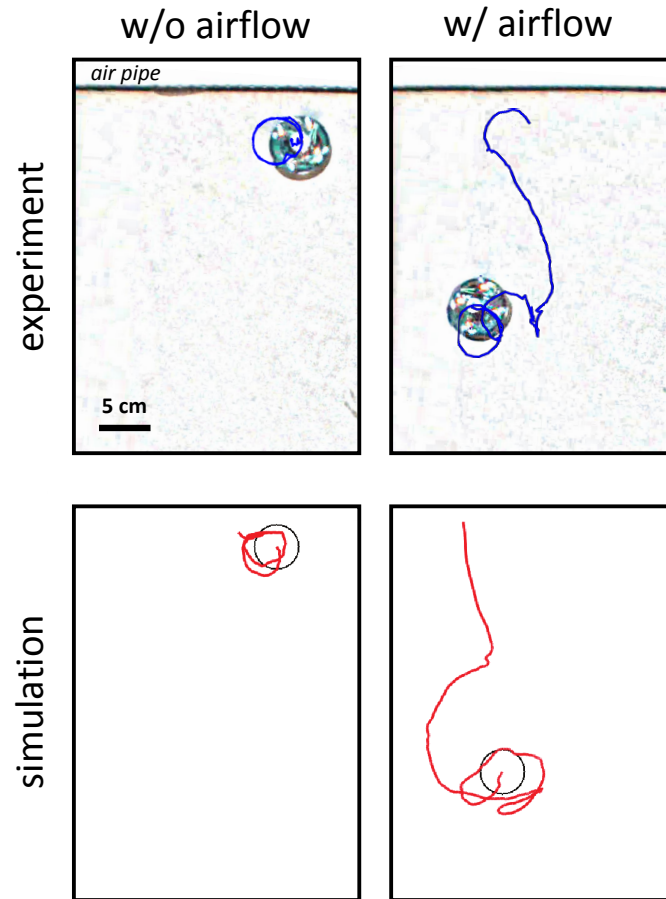 w/o airflow
w/ airflow
air pipe
experiment
5 cm
simulation